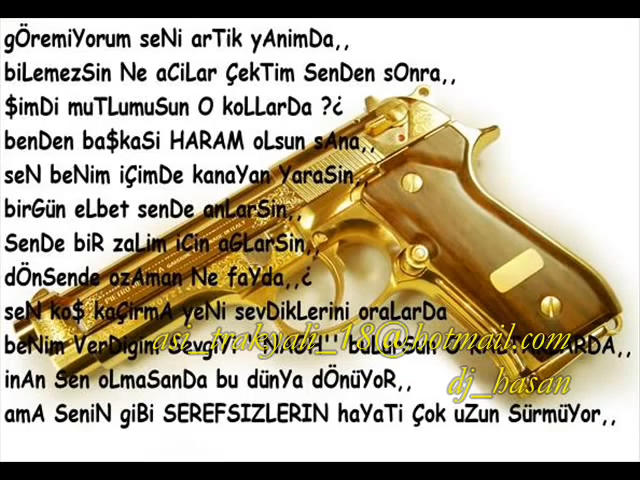 gÖremiYorum seNi arTik yAnimDa,,
biLemezSin Ne aCiLar ÇekTim SenDen sOnra,,
$imDi muTLumuSun O koLLarDa ?¿
benDen ba$kaSi HARAM oLsun sAna,,
seN beNim iÇimDe kanaYan YaraSin,,
birGün eLbet senDe anLarSin,,
SenDe biR zaLim iCin aGLarSin,,
dÖnSende ozAman Ne faYda,,¿
seN ko$ kaÇirmA yeNi sevDikLerini oraLarDa
asi_trakyali_18@hotmail.com
beNim VerDigim SevgiYi
dj_hasan
inAn Sen oLmaSanDa bu dünYa dÖnüYoR,,
amA SeniN giBi SEREFSIZLERIN haYaTi Çok uZun SürmüYor,,